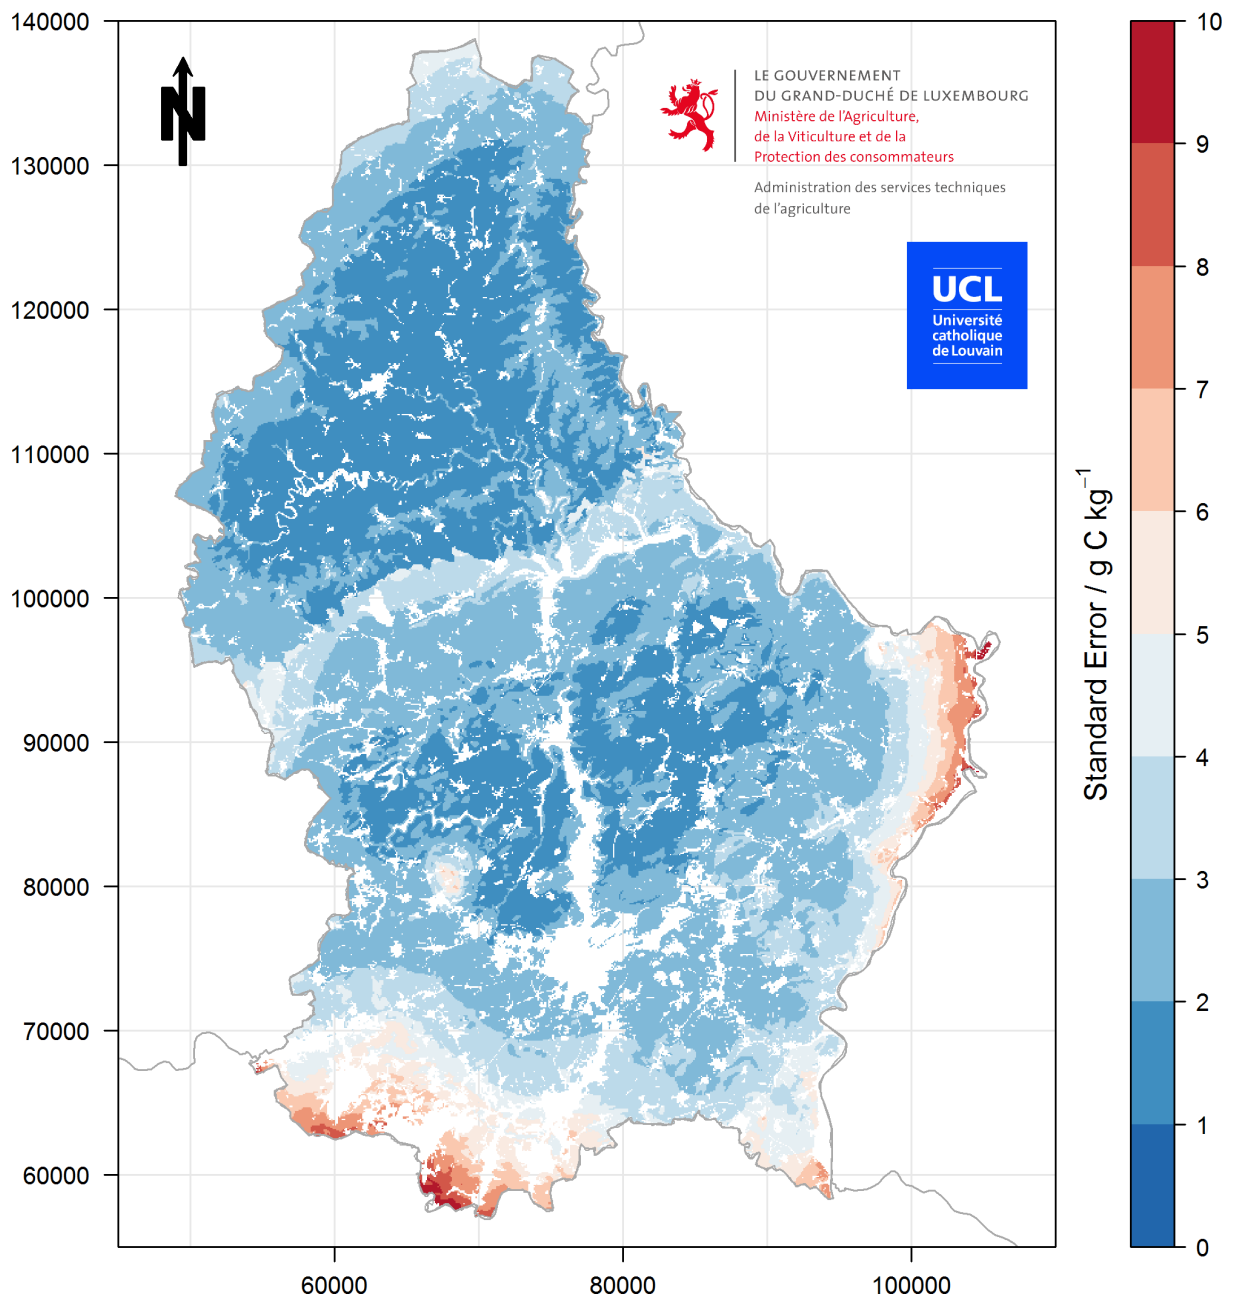 140000
130000
120000
110000
100000
90000
80000
70000
60000
60000
80000
100000
N
LE GOUVERNEMENT
DU GRAND-DUCHÉ DE LUXEMBOURG
Ministère de l'Agriculture,
de la Viticulture et de la
Protection des consommateurs
Administration des services techniques
de l'agriculture
UCL
Université
catholique
de Louvain
Standard Error / g C kg⁻¹
10
9
8
7
6
5
4
3
2
1
0